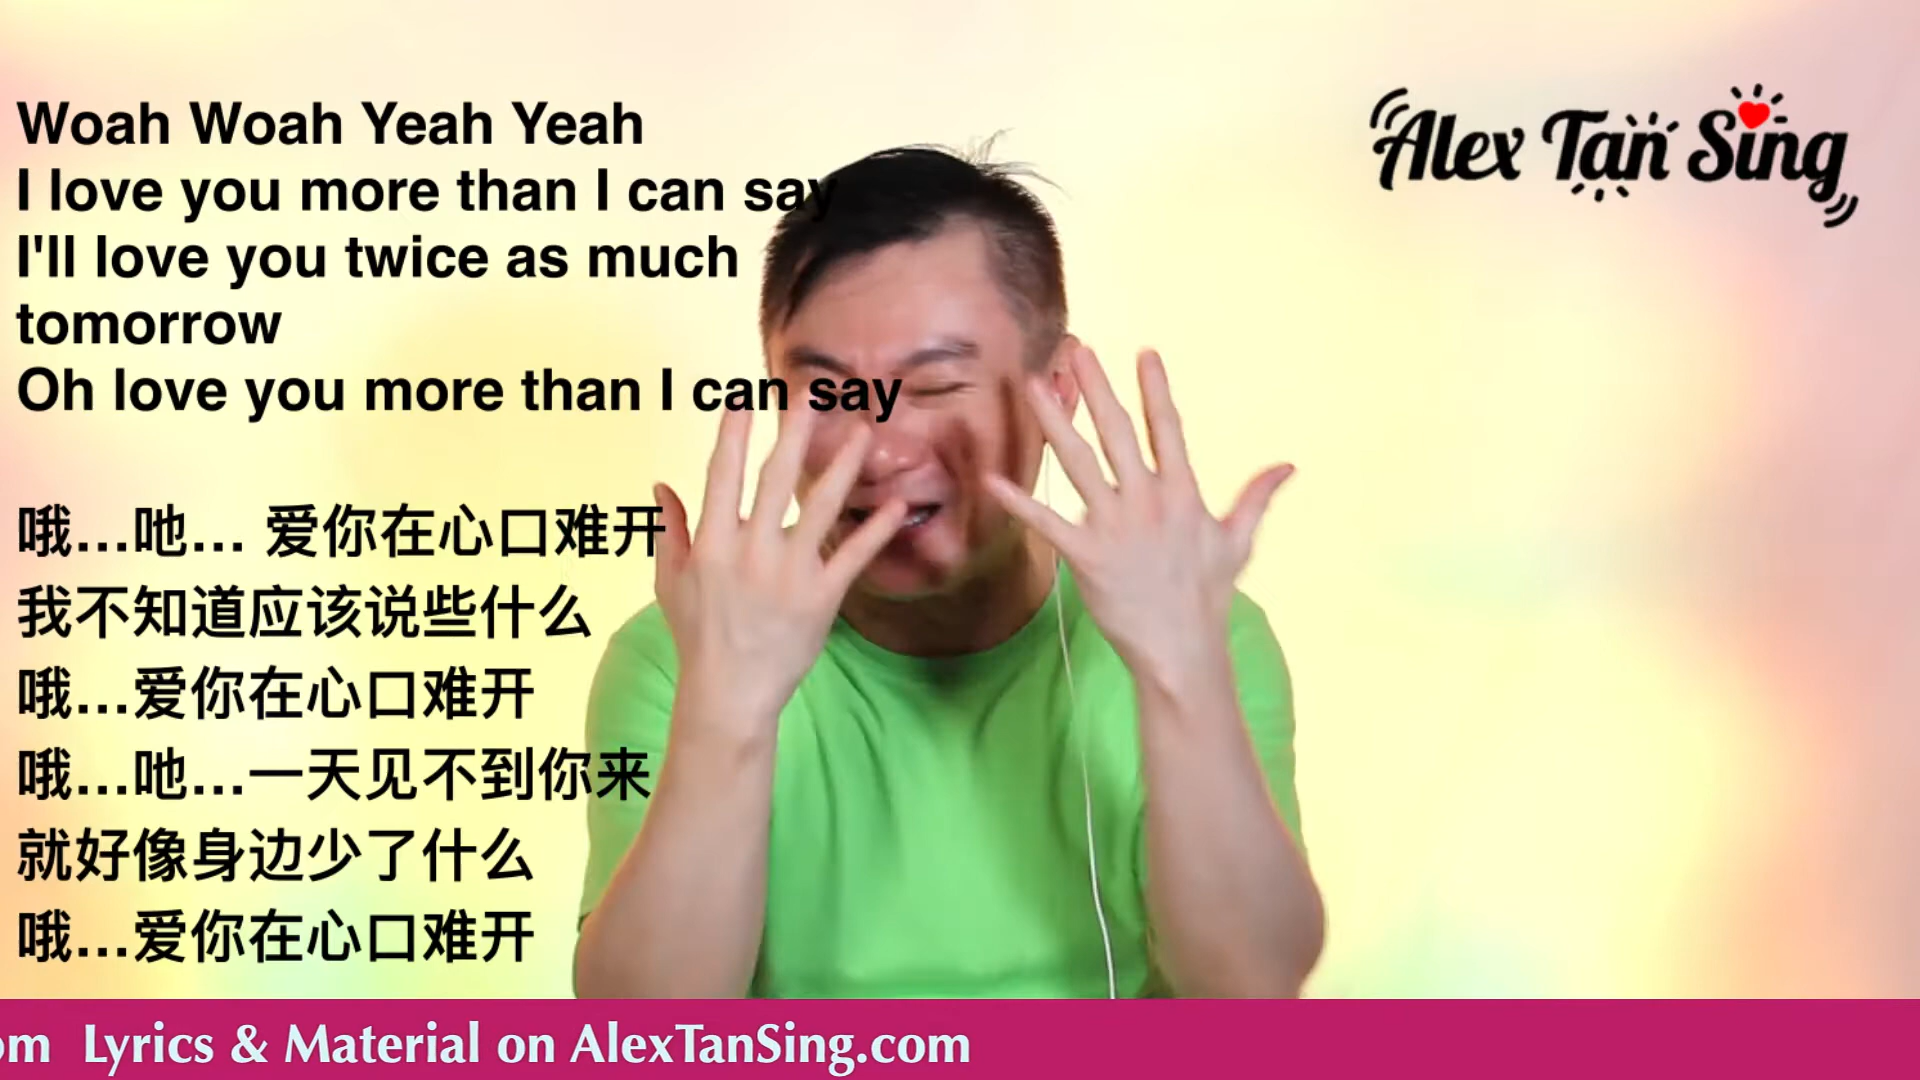 Woah Woah Yeah Yeah
I love you more than I can say
I'll love you twice as much
tomorrow
Oh love you more than I can say
哦…吔… 爱你在心口难开
我不知道应该说些什么
哦…爱你在心口难开
哦…吔…一天见不到你来
就好像身边少了什么
哦…爱你在心口难开
Alex Tan Sing
om Lyrics & Material on AlexTanSing.com